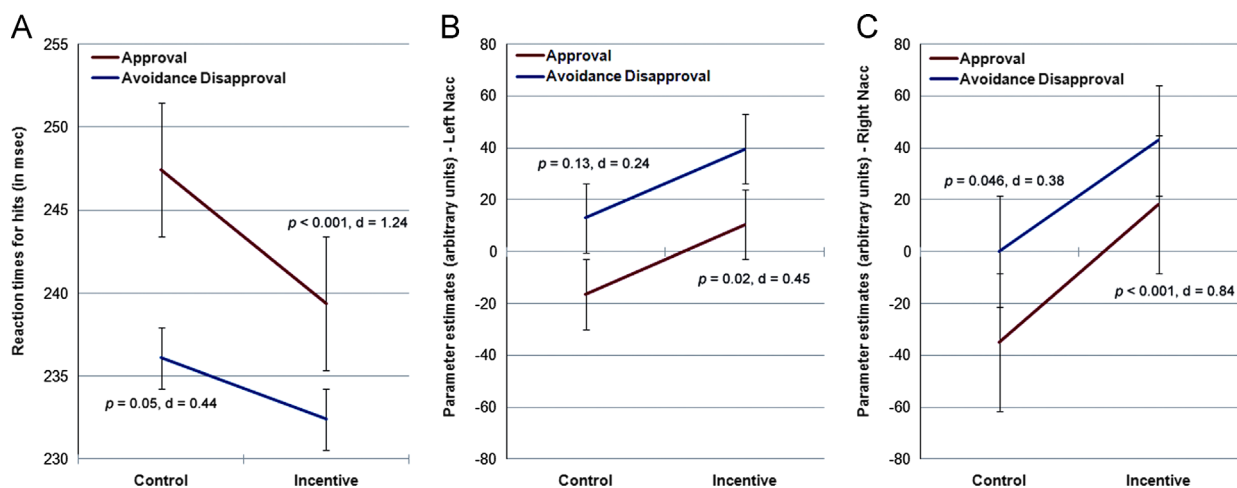 A
Reaction times for hits (in msec)
255
250
245
240
235
230
Approval
Avoidance Disapproval
p < 0.001, d = 1.24
p = 0.05, d = 0.44
Control
Incentive
B
Parameter estimates (arbitrary units) - Left Nacc
80
60
40
20
0
-20
-40
-60
-80
Approval
Avoidance Disapproval
p = 0.13, d = 0.24
p = 0.02, d = 0.45
Control
Incentive
C
Parameter estimates (arbitrary units) - Right Nacc
80
60
40
20
0
-20
-40
-60
-80
Approval
Avoidance Disapproval
p = 0.046, d = 0.38
p < 0.001, d = 0.84
Control
Incentive